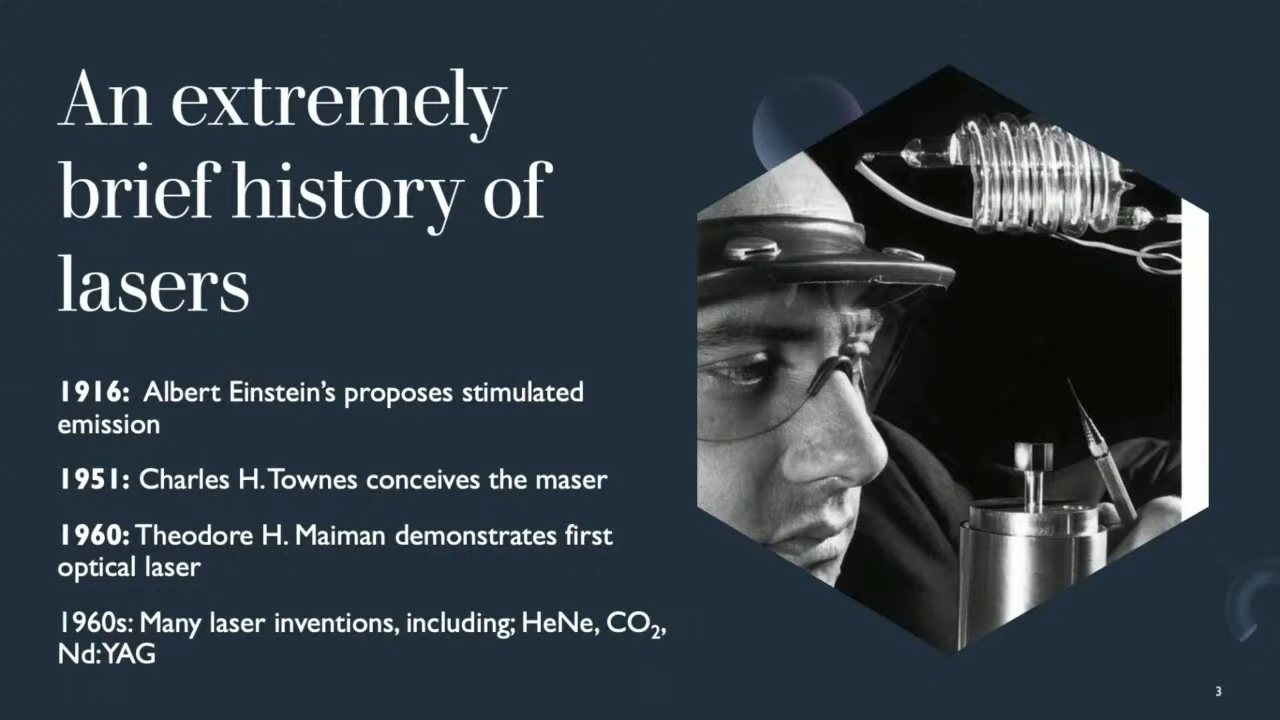 An extremely
brief history of
lasers
1916: Albert Einstein’s proposes stimulated
emission
1951: Charles H. Townes conceives the maser
1960: Theodore H. Maiman demonstrates first
optical laser
1960s: Many laser inventions, including; HeNe, CO₂,
Nd:YAG
3